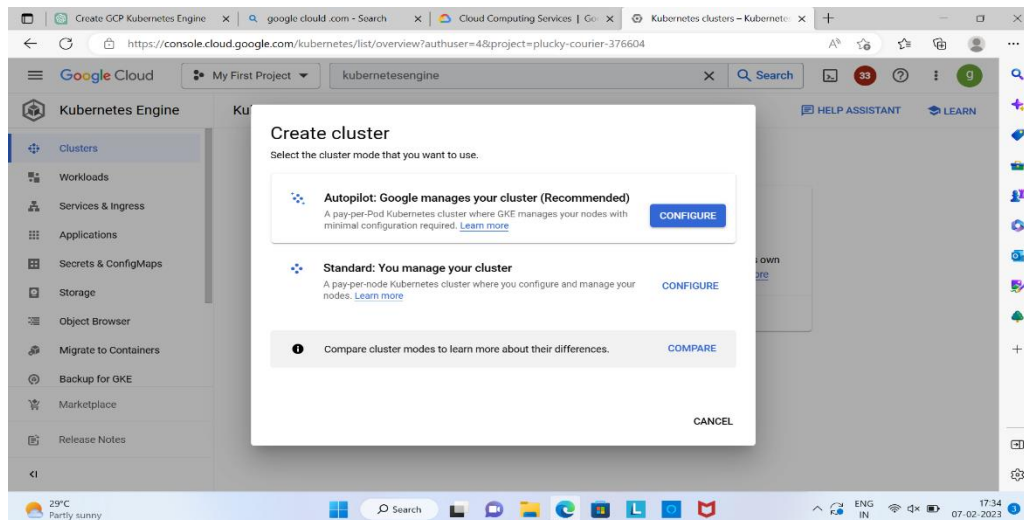 Create GCP Kubernetes Engine
google clould .com - Search
Cloud Computing Services | Go
Kubernetes clusters – Kubernete
https://console.cloud.google.com/kubernetes/list/overview?authuser=4&project=plucky-courier-376604
Google Cloud
My First Project
kubernetesengine
Search
33
g
Kubernetes Engine
Ku
HELP ASSISTANT
LEARN
Clusters
Workloads
Services & Ingress
Applications
Secrets & ConfigMaps
Storage
Object Browser
Migrate to Containers
Backup for GKE
Marketplace
Release Notes
Create cluster
Select the cluster mode that you want to use.
Autopilot: Google manages your cluster (Recommended)
A pay-per-Pod Kubernetes cluster where GKE manages your nodes with
minimal configuration required. Learn more
CONFIGURE
Standard: You manage your cluster
A pay-per-node Kubernetes cluster where you configure and manage your
nodes. Learn more
CONFIGURE
s own
ore
Compare cluster modes to learn more about their differences.
COMPARE
CANCEL
29°C
Partly sunny
Search
L
ENG
IN
17:34
07-02-2023
3